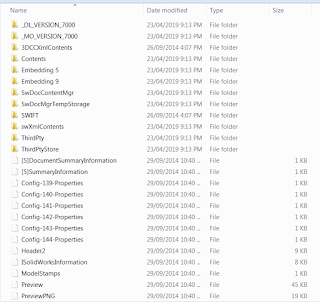 Name Date modified Type Size
_DL_VERSION_7000 23/04/2019 9:13 PM File folder
_MO_VERSION_7000 23/04/2019 9:13 PM File folder
3DCCXmlContents 26/09/2014 4:07 PM File folder
Contents 23/04/2019 9:13 PM File folder
Embedding 5 23/04/2019 9:13 PM File folder
Embedding 9 23/04/2019 9:13 PM File folder
SwDocContentMgr 23/04/2019 9:13 PM File folder
SwDocMgrTempStorage 23/04/2019 9:13 PM File folder
SWIFT 26/09/2014 4:07 PM File folder
swXmlContents 23/04/2019 9:13 PM File folder
ThirdPty 23/04/2019 9:13 PM File folder
ThirdPtyStore 23/04/2019 9:13 PM File folder
[5]DocumentSummaryInformation 29/09/2014 10:40 ... File 1 KB
[5]SummaryInformation 29/09/2014 10:40 ... File 1 KB
Config-139-Properties 29/09/2014 10:40 ... File 1 KB
Config-140-Properties 29/09/2014 10:40 ... File 1 KB
Config-141-Properties 29/09/2014 10:40 ... File 1 KB
Config-142-Properties 29/09/2014 10:40 ... File 1 KB
Config-143-Properties 29/09/2014 10:40 ... File 1 KB
Config-144-Properties 29/09/2014 10:40 ... File 1 KB
Header2 29/09/2014 10:40 ... File 9 KB
ISolidWorksInformation 29/09/2014 10:40 ... File 8 KB
ModelStamps 29/09/2014 10:40 ... File 1 KB
Preview 29/09/2014 10:40 ... File 45 KB
PreviewPNG 29/09/2014 10:40 ... File 19 KB